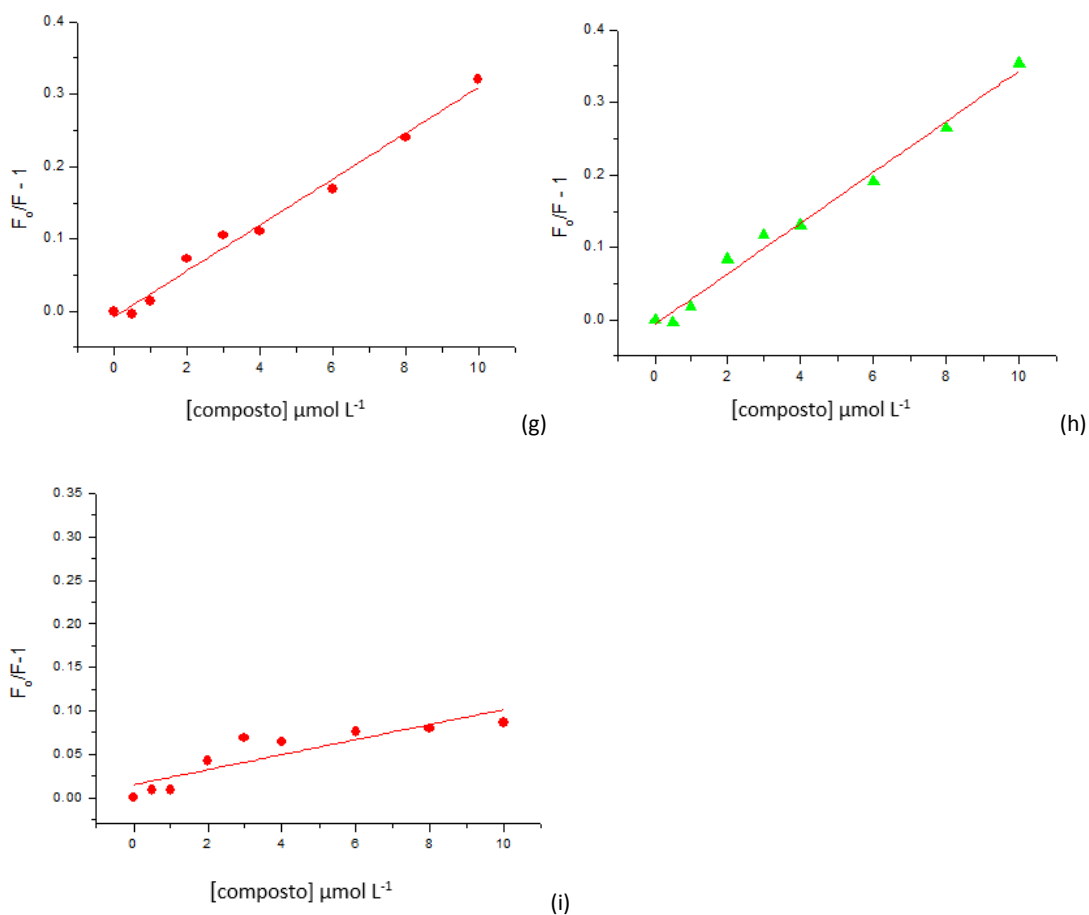 0.4
0.3
0.2
0.1
0.0
F₀/F - 1
0 2 4 6 8 10
[composto] µmol L⁻¹
(g)
0.4
0.3
0.2
0.1
0.0
F₀/F - 1
0 2 4 6 8 10
[composto] µmol L⁻¹
(h)
0.35
0.30
0.25
0.20
0.15
0.10
0.05
0.00
F₀/F-1
0 2 4 6 8 10
[composto] µmol L⁻¹
(i)